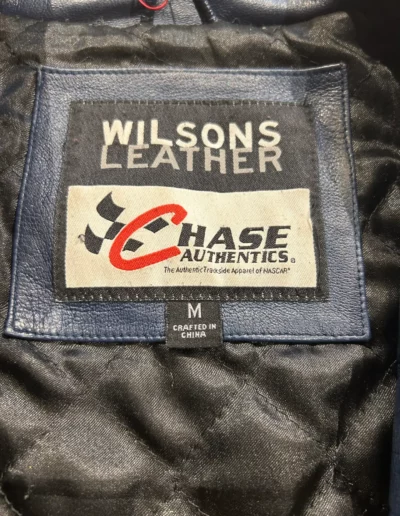 WILSONS
LEATHER
CHASE
AUTHENTICS®
The Authentic Trackside Apparel of NASCAR®
M
CRAFTED IN
CHINA